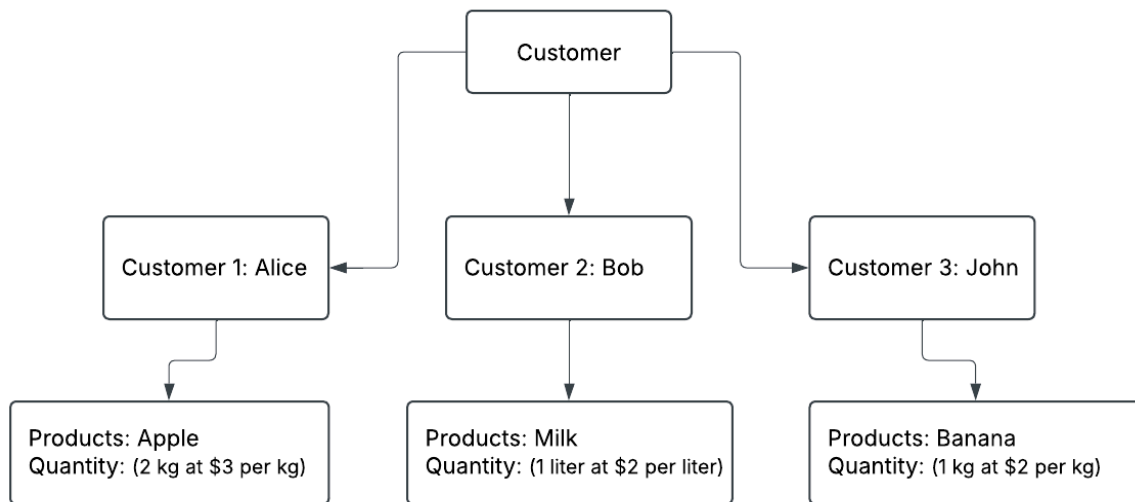 Customer
Customer 1: Alice
Customer 2: Bob
Customer 3: John
Products: Apple
Quantity: (2 kg at $3 per kg)
Products: Milk
Quantity: (1 liter at $2 per liter)
Products: Banana
Quantity: (1 kg at $2 per kg)